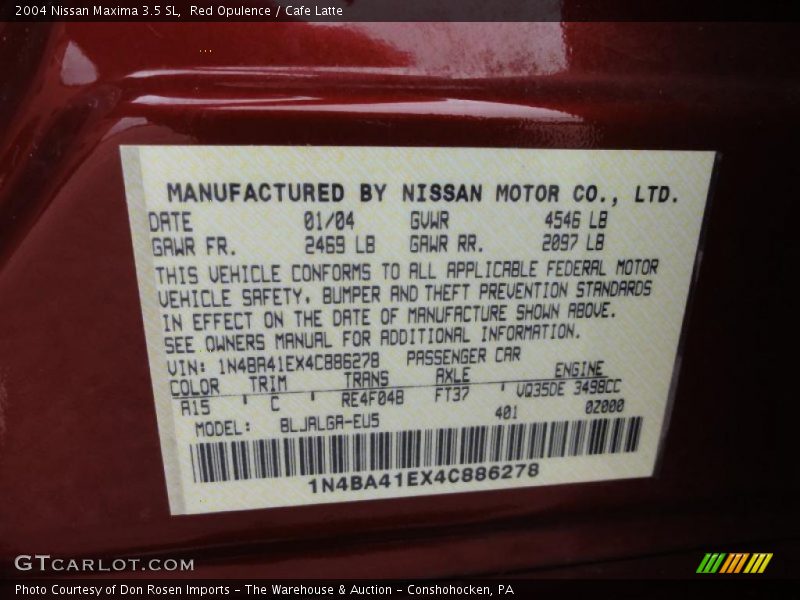 2004 Nissan Maxima 3.5 SL,  Red Opulence / Cafe Latte
MANUFACTURED BY NISSAN MOTOR CO., LTD.
DATE 01/04 GVWR 4546 LB
GAWR FR. 2469 LB GAWR RR. 2097 LB
THIS VEHICLE CONFORMS TO ALL APPLICABLE FEDERAL MOTOR
VEHICLE SAFETY, BUMPER AND THEFT PREVENTION STANDARDS
IN EFFECT ON THE DATE OF MANUFACTURE SHOWN ABOVE.
SEE OWNERS MANUAL FOR ADDITIONAL INFORMATION.
VIN: 1N4BA41EX4C886278 PASSENGER CAR
COLOR TRIM TRANS AXLE ENGINE
A15 C RE4F04B FT37 VQ35DE 3498CC
MODEL: BLJALGA-EU5 401 0Z000
1N4BA41EX4C886278
GTCARLOT.COM
Photo Courtesy of Don Rosen Imports - The Warehouse & Auction - Conshohocken, PA